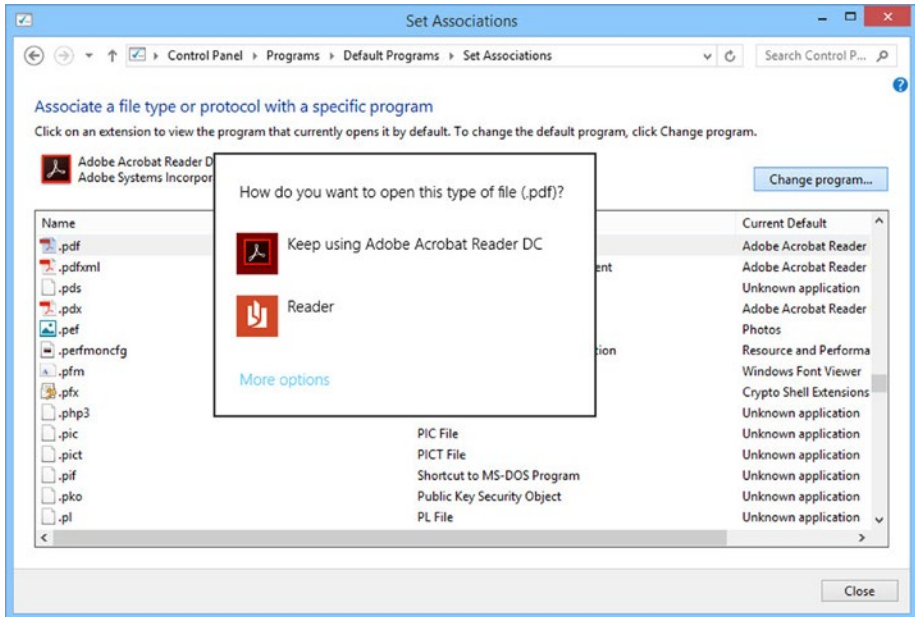 Set Associations
Control Panel Programs Default Programs Set Associations
Search Control P...
Associate a file type or protocol with a specific program
Click on an extension to view the program that currently opens it by default. To change the default program, click Change program.
Adobe Acrobat Reader D
Adobe Systems Incorpor
Change program...
How do you want to open this type of file (.pdf)?
Keep using Adobe Acrobat Reader DC
Reader
More options
Name Current Default
.pdf Adobe Acrobat Reader
.pdfxml ent Adobe Acrobat Reader
.pds Unknown application
.pdx Adobe Acrobat Reader
.pef Photos
.perfmoncfg tion Resource and Performa
.pfm Windows Font Viewer
.pfx Crypto Shell Extensions
.php3 Unknown application
.pic PIC File Unknown application
.pict PICT File Unknown application
.pif Shortcut to MS-DOS Program Unknown application
.pko Public Key Security Object Unknown application
.pl PL File Unknown application
Close